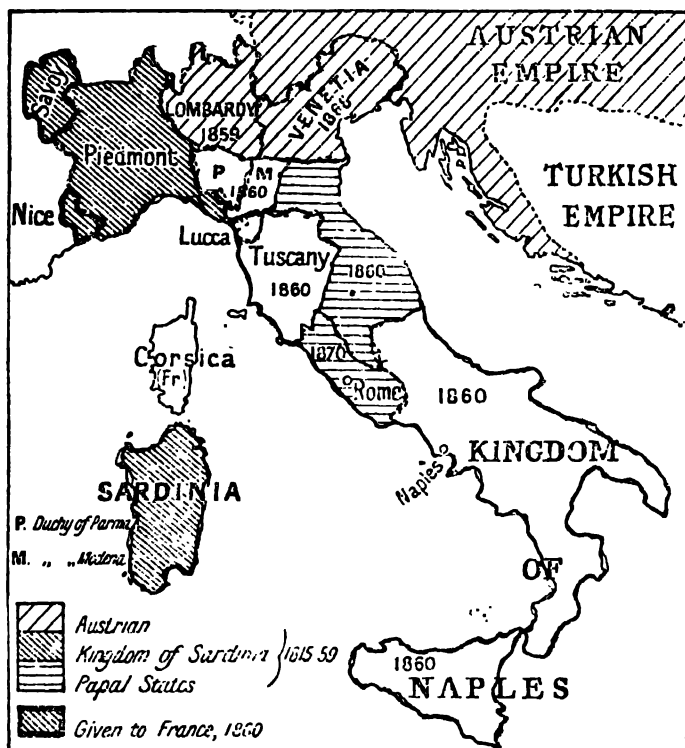 AUSTRIAN
EMPIRE
Savoy
LOMBARDY
1859
VENETIA
1866
Piedmont
P
M
1860
TURKISH
EMPIRE
Nice
Lucca
Tuscany
1860
1860
Corsica
(Fr)
1870
Rome
1860
KINGDOM
Naples
SARDINIA
P. Duchy of Parma
M. „ „ Modena
OF
Austrian
Kingdom of Sardinia
1815-59
Papal States
1860
NAPLES
Given to France, 1860